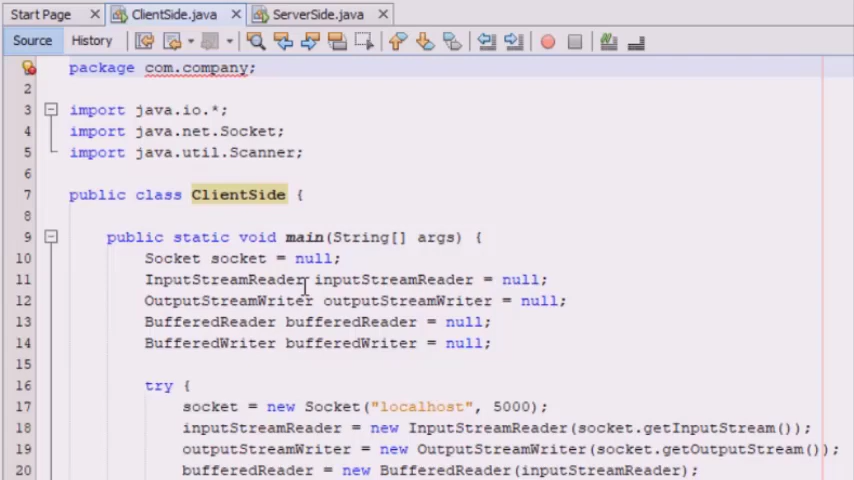 Start Page ClientSide.java ServerSide.java
Source History
package com.company;
2
3 import java.io.*;
4 import java.net.Socket;
5 import java.util.Scanner;
6
7 public class ClientSide {
8
9 public static void main(String[] args) {
10 Socket socket = null;
11 InputStreamReader inputStreamReader = null;
12 OutputStreamWriter outputStreamWriter = null;
13 BufferedReader bufferedReader = null;
14 BufferedWriter bufferedWriter = null;
15
16 try {
17 socket = new Socket("localhost", 5000);
18 inputStreamReader = new InputStreamReader(socket.getInputStream());
19 outputStreamWriter = new OutputStreamWriter(socket.getOutputStream());
20 bufferedReader = new BufferedReader(inputStreamReader);